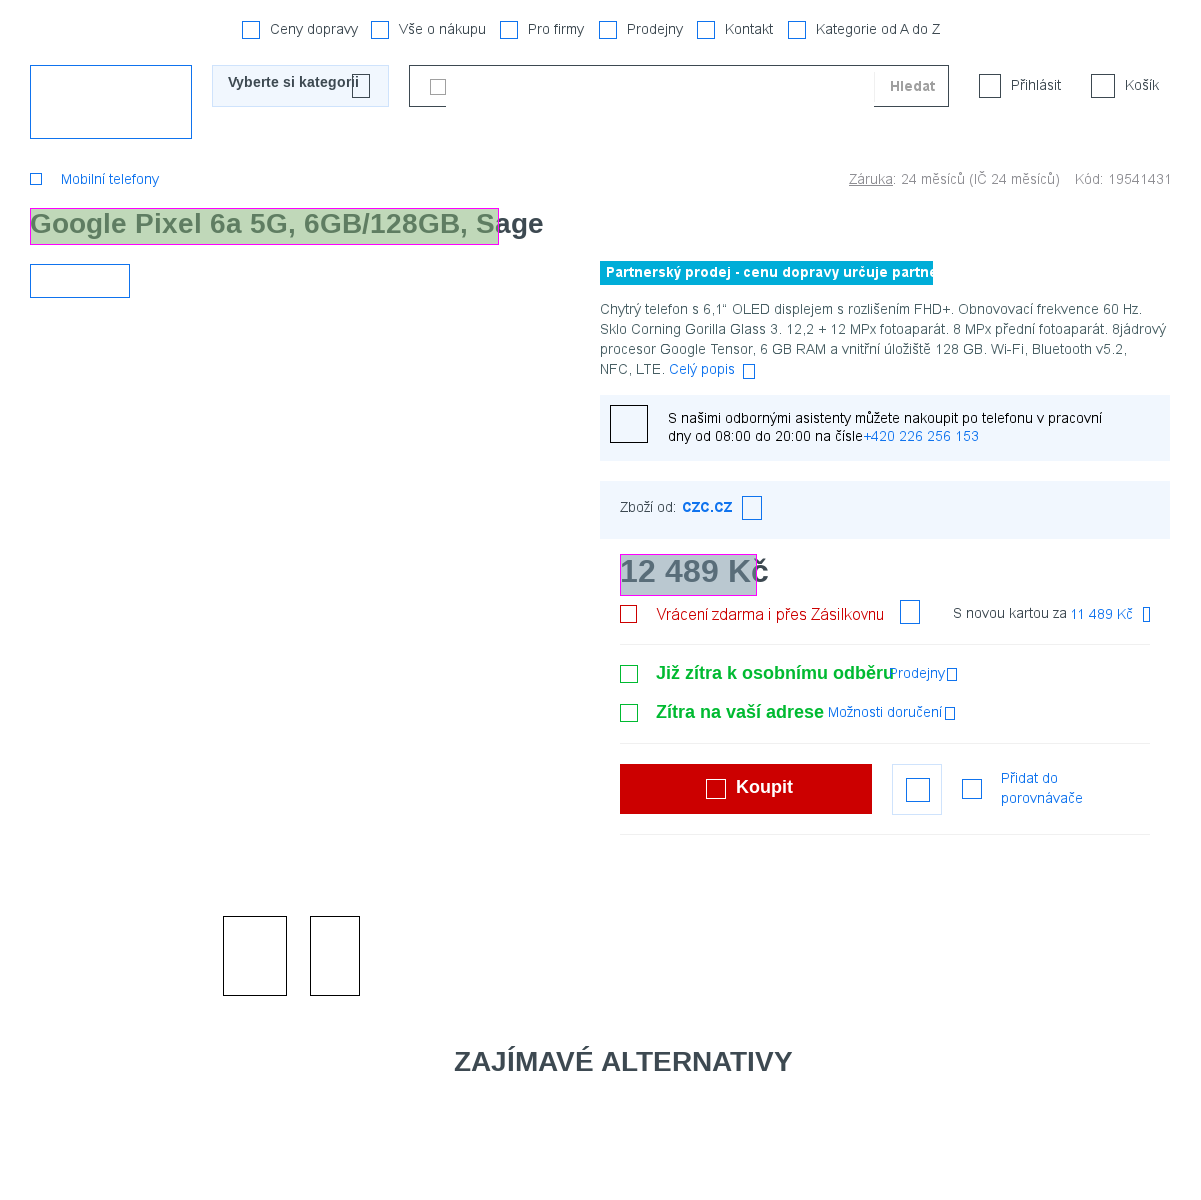 Ceny dopravy Vše o nákupu Pro firmy Prodejny Kontakt Kategorie od A do Z
Vyberte si kategorii Hledat Přihlásit Košík
Mobilní telefony Záruka: 24 měsíců (IČ 24 měsíců) Kód: 19541431
Google Pixel 6a 5G, 6GB/128GB, Sage
Partnerský prodej - cenu dopravy určuje
Chytrý telefon s 6,1“ OLED displejem s rozlišením FHD+. Obnovovací frekvence 60 Hz.
Sklo Corning Gorilla Glass 3. 12,2 + 12 MPx fotoaparát. 8 MPx přední fotoaparát. 8jádrový
procesor Google Tensor, 6 GB RAM a vnitřní úložiště 128 GB. Wi-Fi, Bluetooth v5.2,
NFC, LTE. Celý popis
S našimi odbornými asistenty můžete nakoupit po telefonu v pracovní
dny od 08:00 do 20:00 na čísle+420 226 256 153
Zboží od: czc.cz
12 489 Kč
Vrácení zdarma i přes Zásilkovnu S novou kartou za 11 489 Kč
Již zítra k osobnímu odběru Prodejny
Zítra na vaší adrese Možnosti doručení
Koupit
Přidat do
porovnávače
ZAJÍMAVÉ ALTERNATIVY